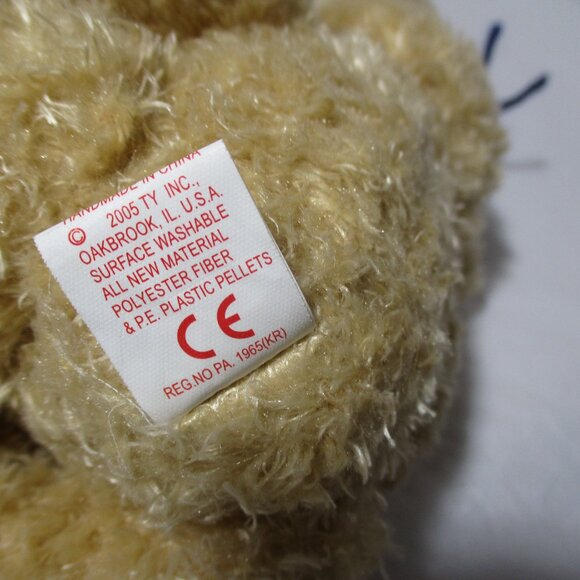 HANDMADE IN CHINA
© 2005 TY INC.,
OAKBROOK, IL. U.S.A.
SURFACE WASHABLE
ALL NEW MATERIAL
POLYESTER FIBER
& P.E. PLASTIC PELLETS
CE
REG.NO PA. 1965(KR)